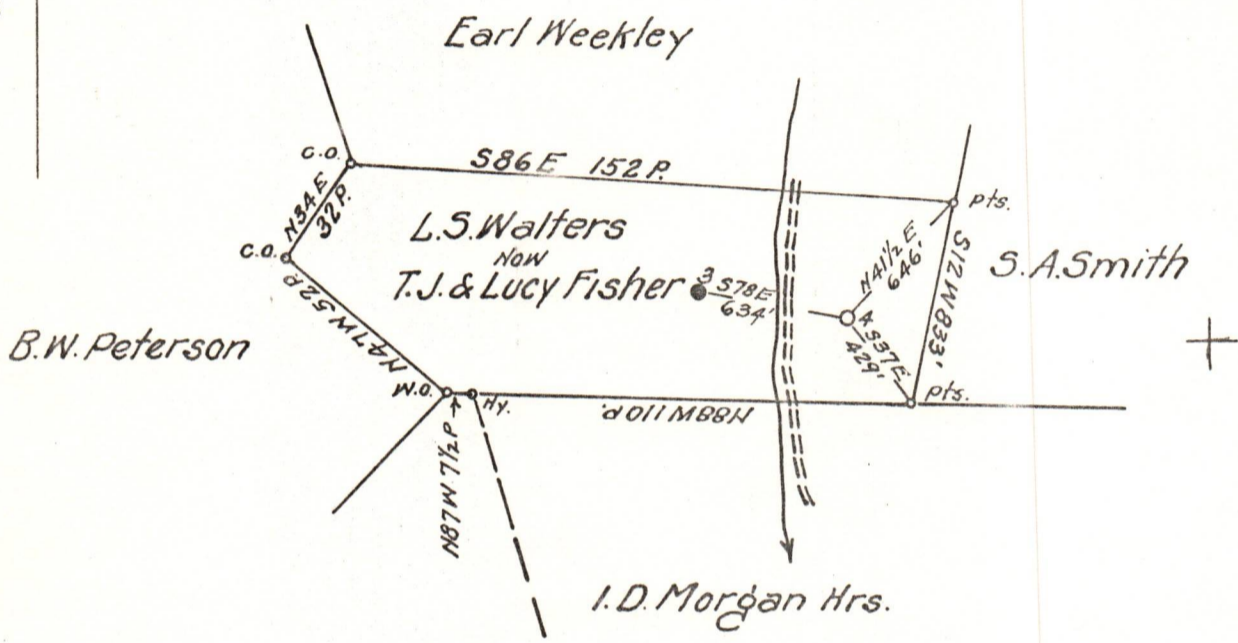 Earl Weekley
C.O.
S86E 152P.
pts.
N34E
32P.
L.S. Walters
NOW
T.J. & Lucy Fisher
C.O.
3 S78E
634'
N41½E
646'
S12W 833'
S.A. Smith
4
S37E
429'
N47W 52P.
B.W. Peterson
W.O.
Hy.
N88W 110P.
pts.
N87W 7½P
I.D. Morgan Hrs.